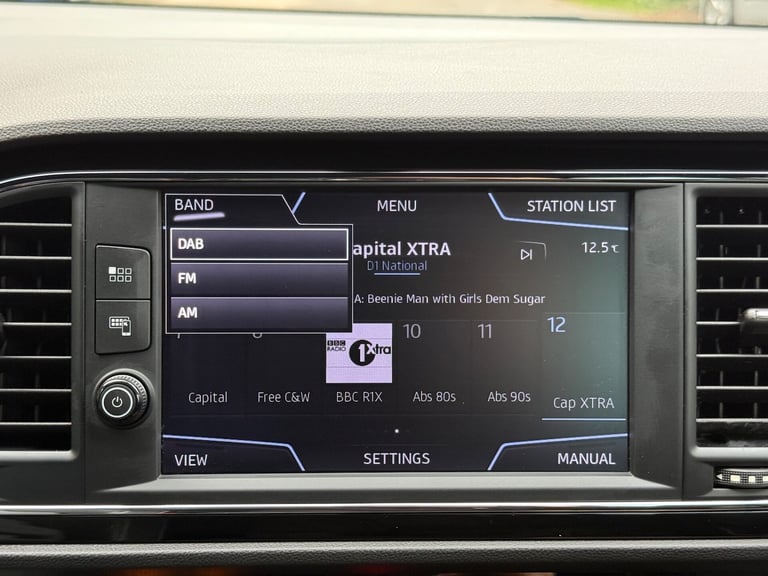 BAND
MENU
STATION LIST
DAB
FM
AM
apital XTRA
12.5℃
D1 National
A: Beenie Man with Girls Dem Sugar
10
11
12
BBC
RADIO
1Xtra
Capital
Free C&W
BBC R1X
Abs 80s
Abs 90s
Cap XTRA
VIEW
SETTINGS
MANUAL